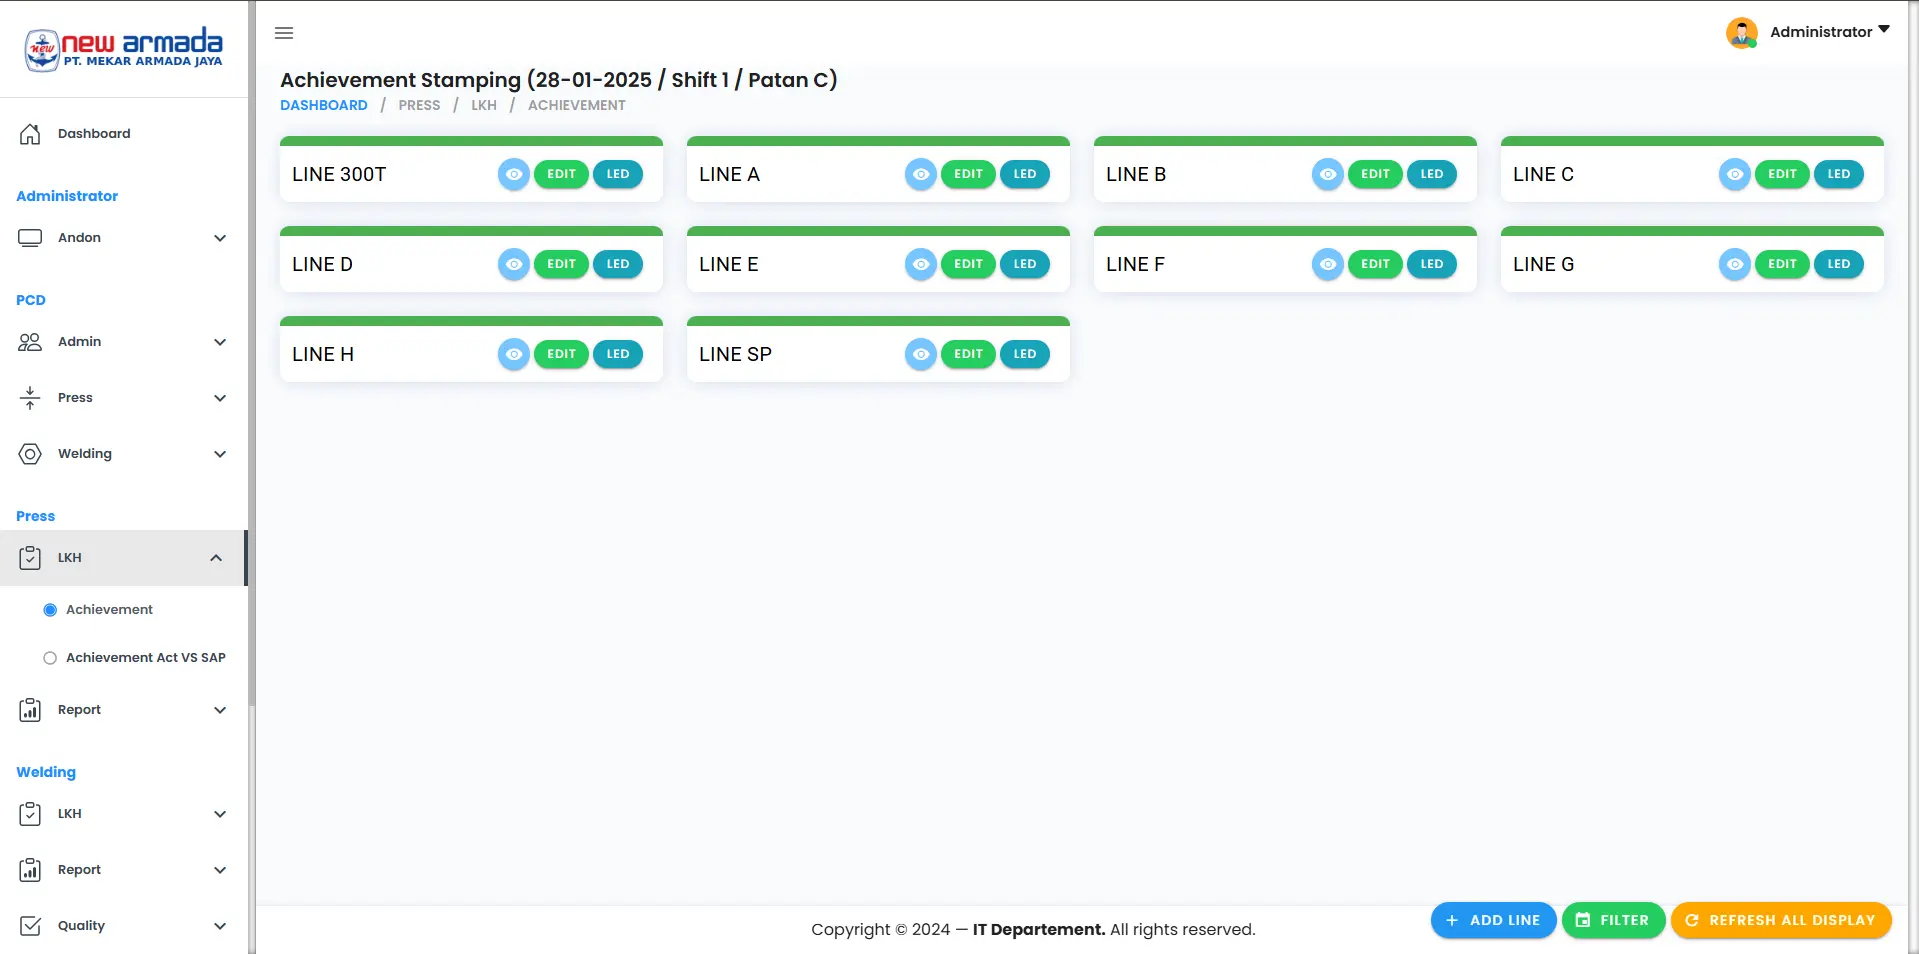 new armada
new
PT. MEKAR ARMADA JAYA
Administrator
Achievement Stamping (28-01-2025 / Shift 1 / Patan C)
DASHBOARD / PRESS / LKH / ACHIEVEMENT
Dashboard
Administrator
Andon
PCD
Admin
Press
Welding
Press
LKH
Achievement
Achievement Act VS SAP
Report
Welding
LKH
Report
Quality
LINE 300T EDIT LED
LINE A EDIT LED
LINE B EDIT LED
LINE C EDIT LED
LINE D EDIT LED
LINE E EDIT LED
LINE F EDIT LED
LINE G EDIT LED
LINE H EDIT LED
LINE SP EDIT LED
Copyright © 2024 — IT Departement. All rights reserved.
+ ADD LINE
FILTER
REFRESH ALL DISPLAY